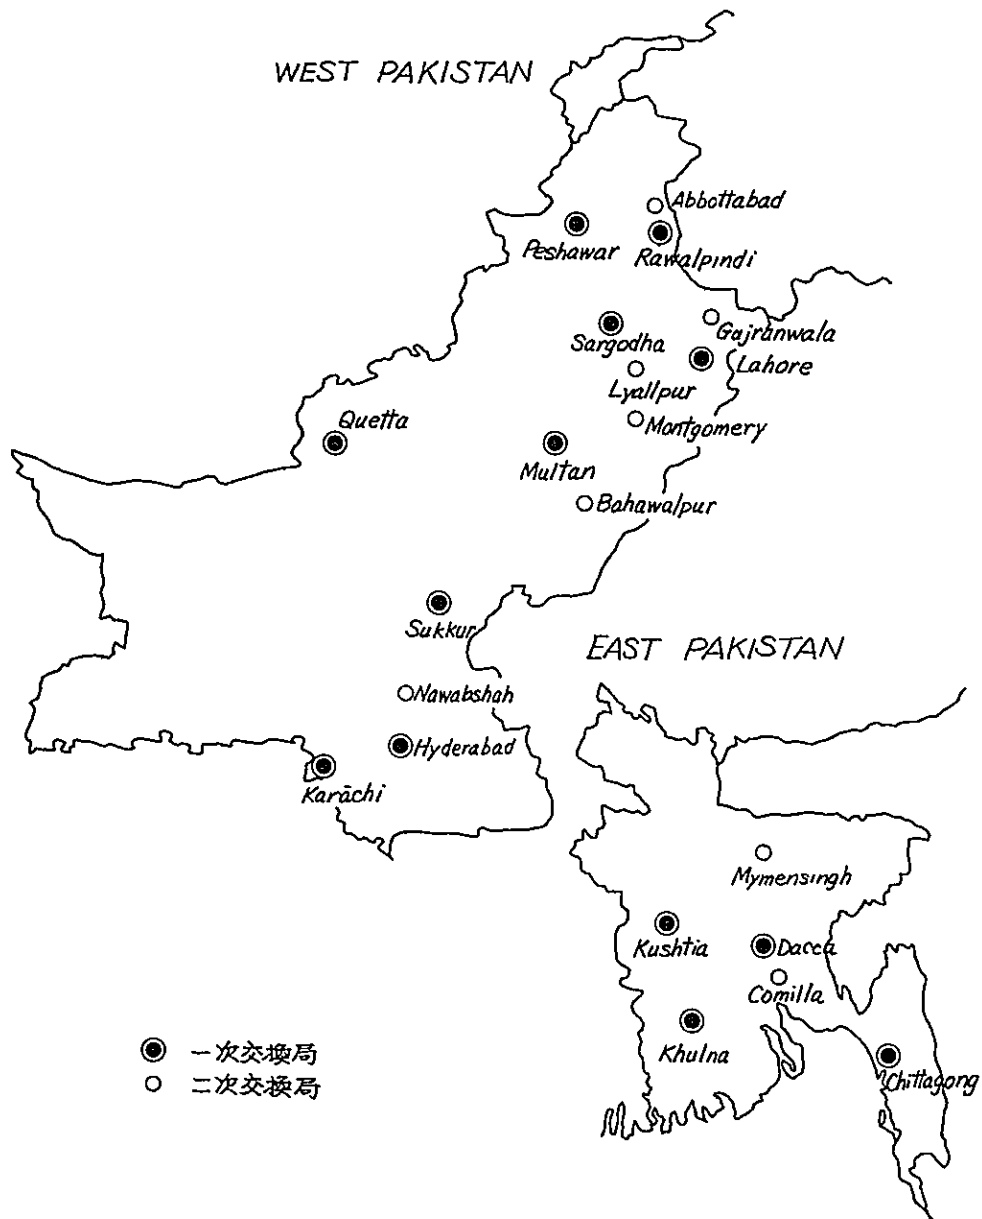 WEST PAKISTAN
Abbottabad
Peshawar
Rawalpindi
Sargodha
Gajranwala
Lahore
Lyallpur
Quetta
Montgomery
Multan
Bahawalpur
Sukkur
EAST PAKISTAN
Nawabshah
Hyderabad
Karāchi
Mymensingh
Kushtia
Dacca
Comilla
Khulna
Chittagong
一次交換局
二次交換局